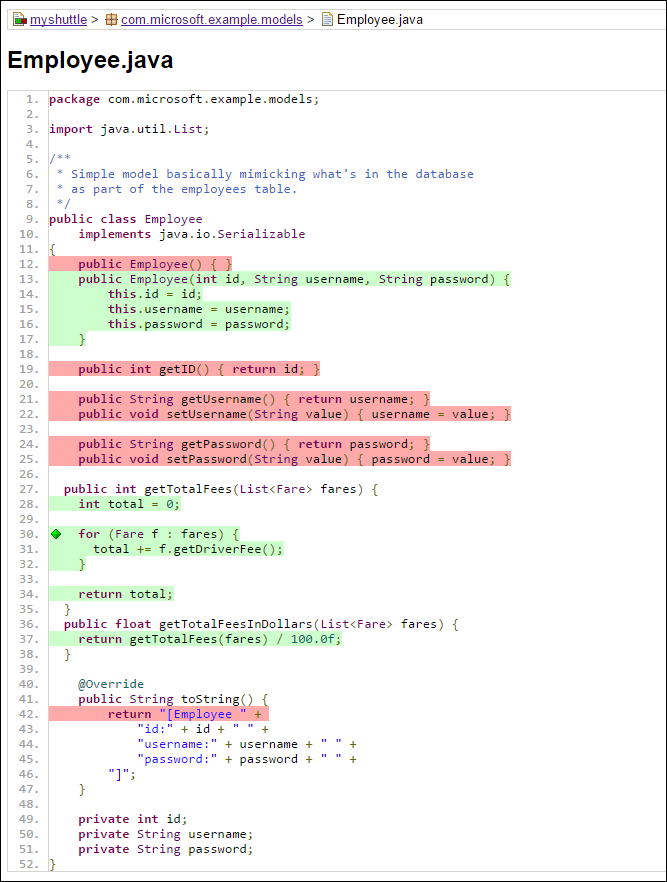 myshuttle > com.microsoft.example.models > Employee.java
Employee.java
1. package com.microsoft.example.models;
2.
3. import java.util.List;
4.
5. /**
6.  * Simple model basically mimicking what's in the database
7.  * as part of the employees table.
8.  */
9. public class Employee
10.     implements java.io.Serializable
11. {
12.     public Employee() { }
13.     public Employee(int id, String username, String password) {
14.         this.id = id;
15.         this.username = username;
16.         this.password = password;
17.     }
18.
19.     public int getID() { return id; }
20.
21.     public String getUsername() { return username; }
22.     public void setUsername(String value) { username = value; }
23.
24.     public String getPassword() { return password; }
25.     public void setPassword(String value) { password = value; }
26.
27.   public int getTotalFees(List<Fare> fares) {
28.     int total = 0;
29.
30.     for (Fare f : fares) {
31.       total += f.getDriverFee();
32.     }
33.
34.     return total;
35.   }
36.   public float getTotalFeesInDollars(List<Fare> fares) {
37.     return getTotalFees(fares) / 100.0f;
38.   }
39.
40.     @Override
41.     public String toString() {
42.         return "[Employee " +
43.             "id:" + id + " " +
44.             "username:" + username + " " +
45.             "password:" + password + " " +
46.         "]";
47.     }
48.
49.     private int id;
50.     private String username;
51.     private String password;
52. }